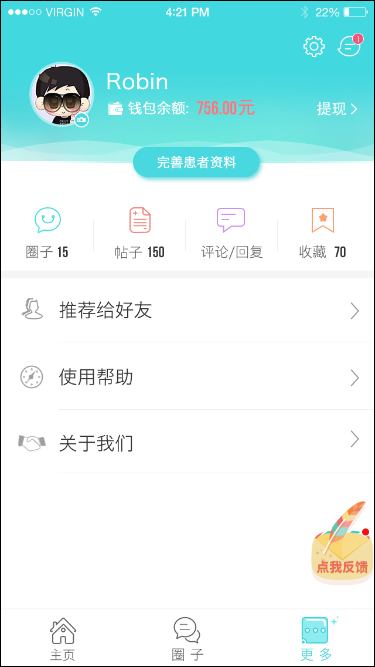 VIRGIN 4:21 PM 22%
1
Robin
钱包余额: 756.00元 提现
完善患者资料
圈子 15 帖子 150 评论/回复 收藏 70
推荐给好友
使用帮助
关于我们
点我反馈
主页 圈子 更多